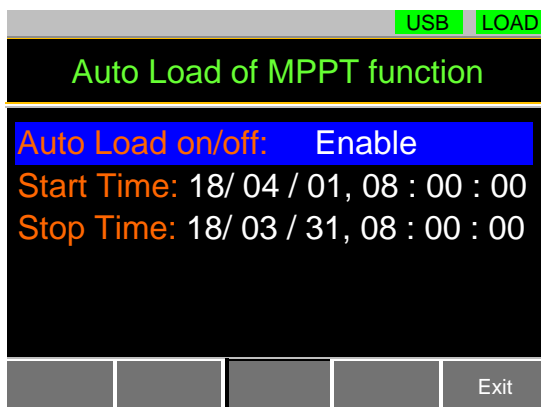 USB LOAD
Auto Load of MPPT function
Auto Load on/off: Enable
Start Time: 18/ 04 / 01, 08 : 00 : 00
Stop Time: 18/ 03 / 31, 08 : 00 : 00
Exit